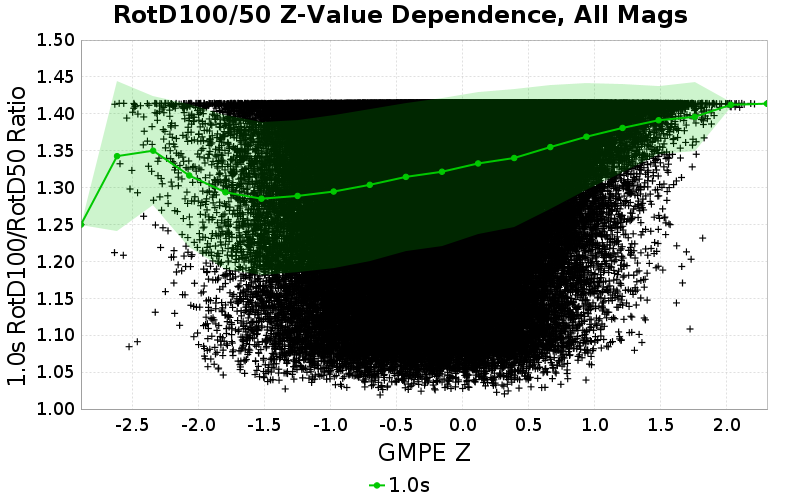 RotD100/50 Z-Value Dependence, All Mags
1.0s RotD100/RotD50 Ratio
1.50
1.45
1.40
1.35
1.30
1.25
1.20
1.15
1.10
1.05
1.00
-2.5 -2.0 -1.5 -1.0 -0.5 0.0 0.5 1.0 1.5 2.0
GMPE Z
1.0s